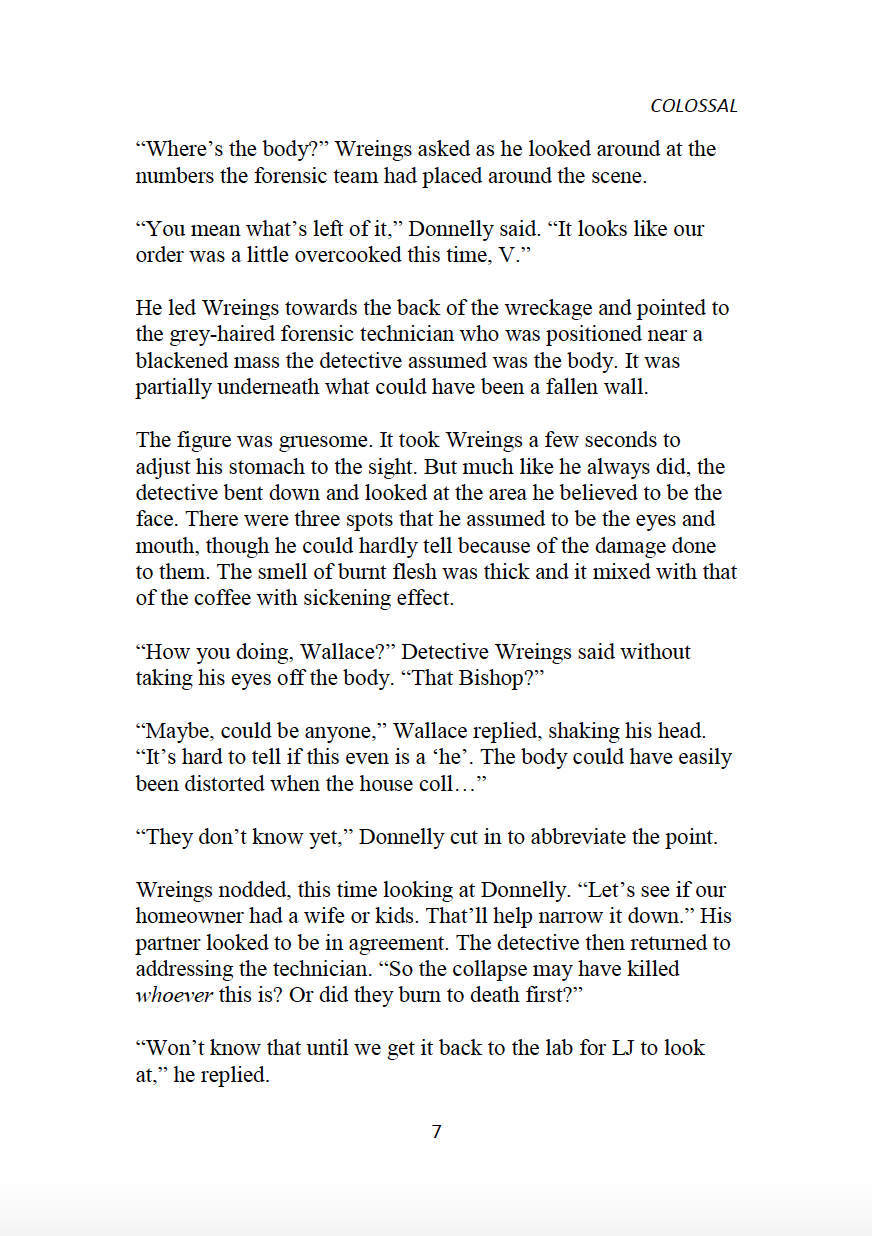 COLOSSAL
“Where’s the body?” Wreings asked as he looked around at the
numbers the forensic team had placed around the scene.
“You mean what’s left of it,” Donnelly said. “It looks like our
order was a little overcooked this time, V.”
He led Wreings towards the back of the wreckage and pointed to
the grey-haired forensic technician who was positioned near a
blackened mass the detective assumed was the body. It was
partially underneath what could have been a fallen wall.
The figure was gruesome. It took Wreings a few seconds to
adjust his stomach to the sight. But much like he always did, the
detective bent down and looked at the area he believed to be the
face. There were three spots that he assumed to be the eyes and
mouth, though he could hardly tell because of the damage done
to them. The smell of burnt flesh was thick and it mixed with that
of the coffee with sickening effect.
“How you doing, Wallace?” Detective Wreings said without
taking his eyes off the body. “That Bishop?”
“Maybe, could be anyone,” Wallace replied, shaking his head.
“It’s hard to tell if this even is a ‘he’. The body could have easily
been distorted when the house coll…”
“They don’t know yet,” Donnelly cut in to abbreviate the point.
Wreings nodded, this time looking at Donnelly. “Let’s see if our
homeowner had a wife or kids. That’ll help narrow it down.” His
partner looked to be in agreement. The detective then returned to
addressing the technician. “So the collapse may have killed
whoever this is? Or did they burn to death first?”
“Won’t know that until we get it back to the lab for LJ to look
at,” he replied.
7